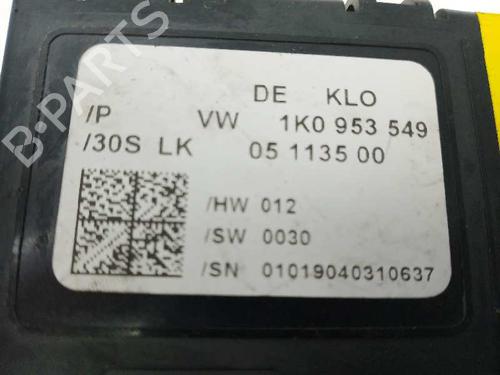 DE KLO
/P VW 1K0 953 549
/30S LK 05 1135 00
/HW 012
/SW 0030
/SN 01019040310637
B-PARTS